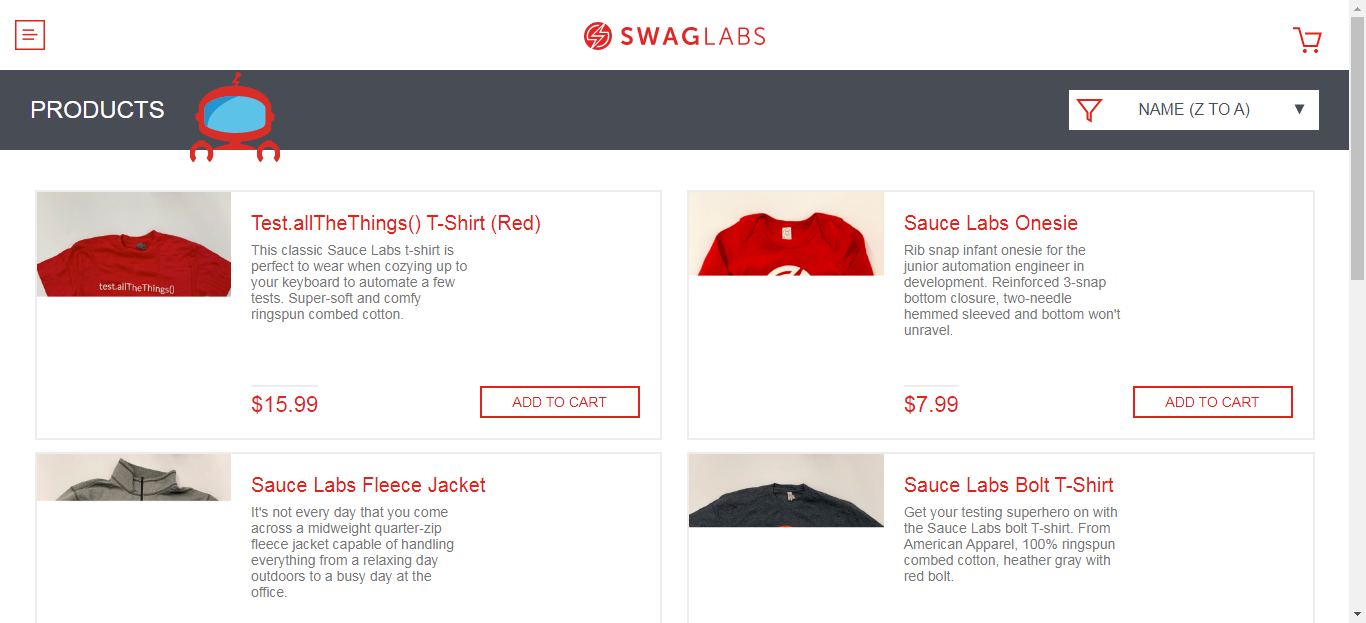 SWAGLABS
PRODUCTS
NAME (Z TO A)
test.allTheThings()
Test.allTheThings() T-Shirt (Red)
This classic Sauce Labs t-shirt is
perfect to wear when cozying up to
your keyboard to automate a few
tests. Super-soft and comfy
ringspun combed cotton.
$15.99
ADD TO CART
Sauce Labs Onesie
Rib snap infant onesie for the
junior automation engineer in
development. Reinforced 3-snap
bottom closure, two-needle
hemmed sleeved and bottom won't
unravel.
$7.99
ADD TO CART
Sauce Labs Fleece Jacket
It's not every day that you come
across a midweight quarter-zip
fleece jacket capable of handling
everything from a relaxing day
outdoors to a busy day at the
office.
Sauce Labs Bolt T-Shirt
Get your testing superhero on with
the Sauce Labs bolt T-shirt. From
American Apparel, 100% ringspun
combed cotton, heather gray with
red bolt.